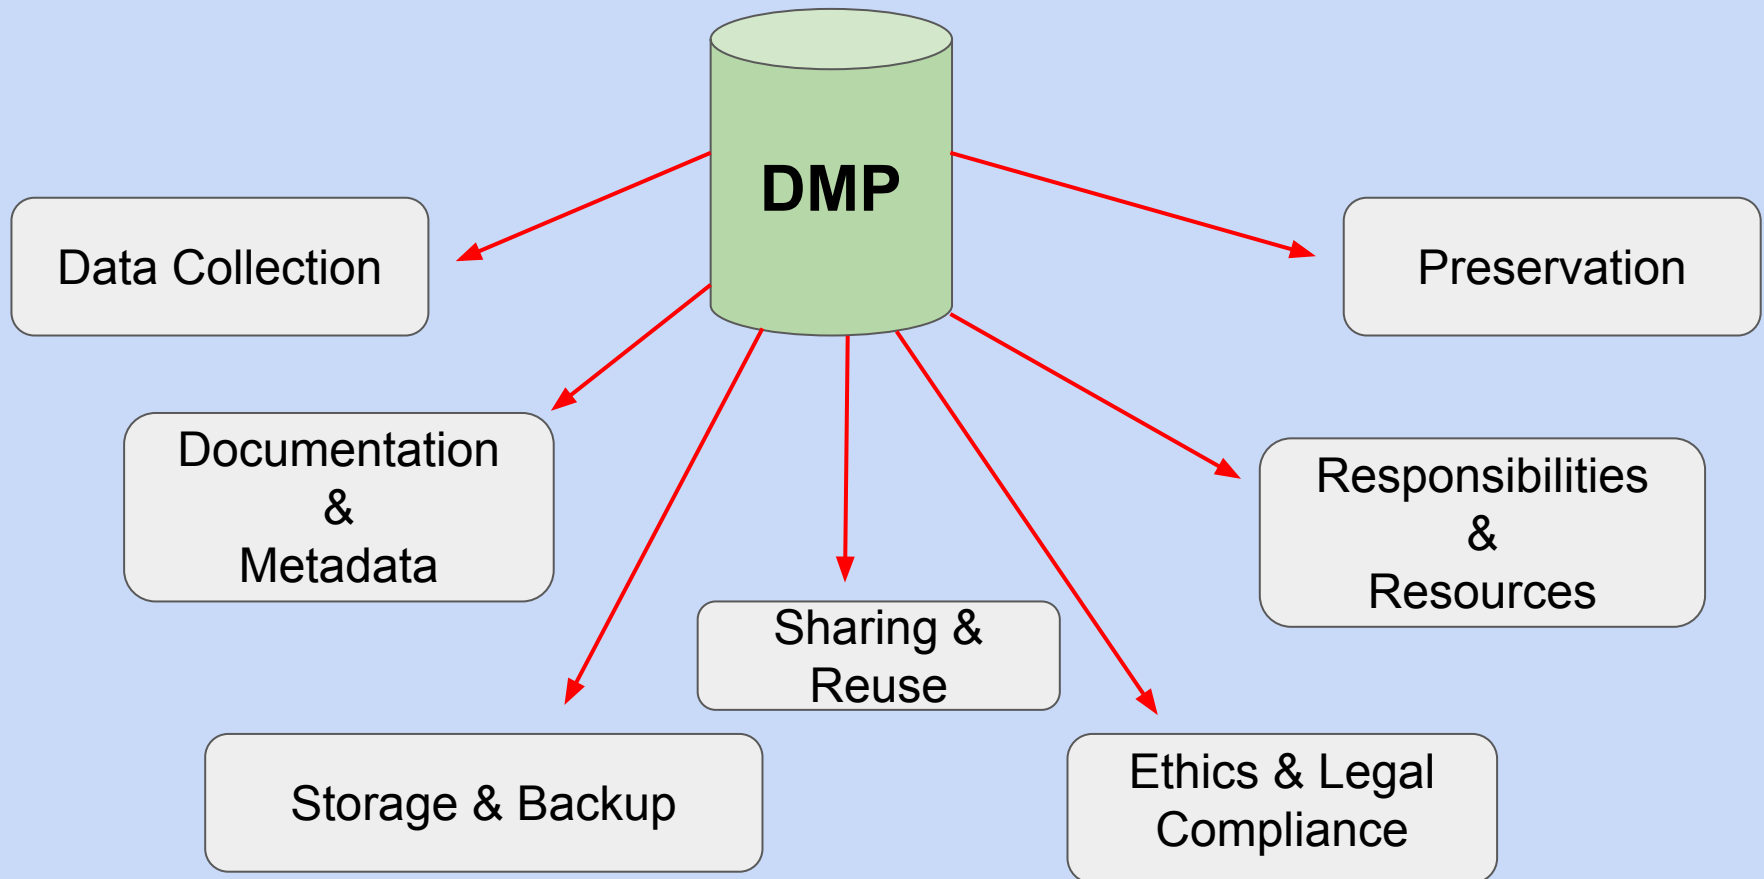 DMP
Data Collection
Preservation
Documentation
&
Metadata
Responsibilities
&
Resources
Sharing &
Reuse
Storage & Backup
Ethics & Legal
Compliance